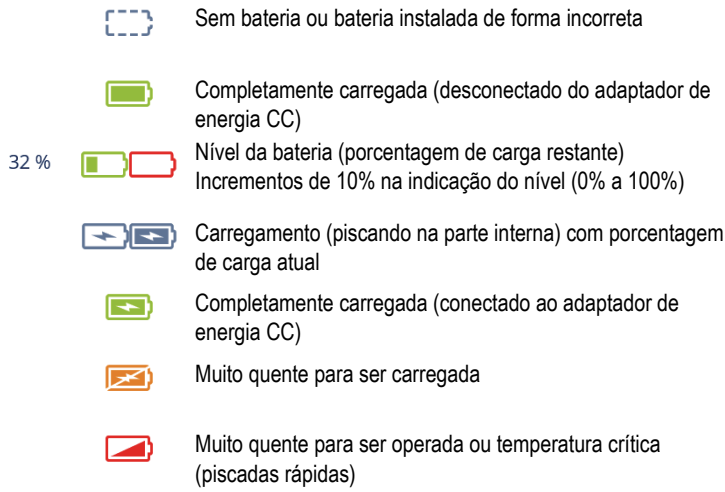 Sem bateria ou bateria instalada de forma incorreta
Completamente carregada (desconectado do adaptador de
energia CC)
32 %
Nível da bateria (porcentagem de carga restante)
Incrementos de 10% na indicação do nível (0% a 100%)
Carregamento (piscando na parte interna) com porcentagem
de carga atual
Completamente carregada (conectado ao adaptador de
energia CC)
Muito quente para ser carregada
Muito quente para ser operada ou temperatura crítica
(piscadas rápidas)